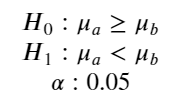 H₀ : μₐ ≥ μ_b
H₁ : μₐ < μ_b
α : 0.05